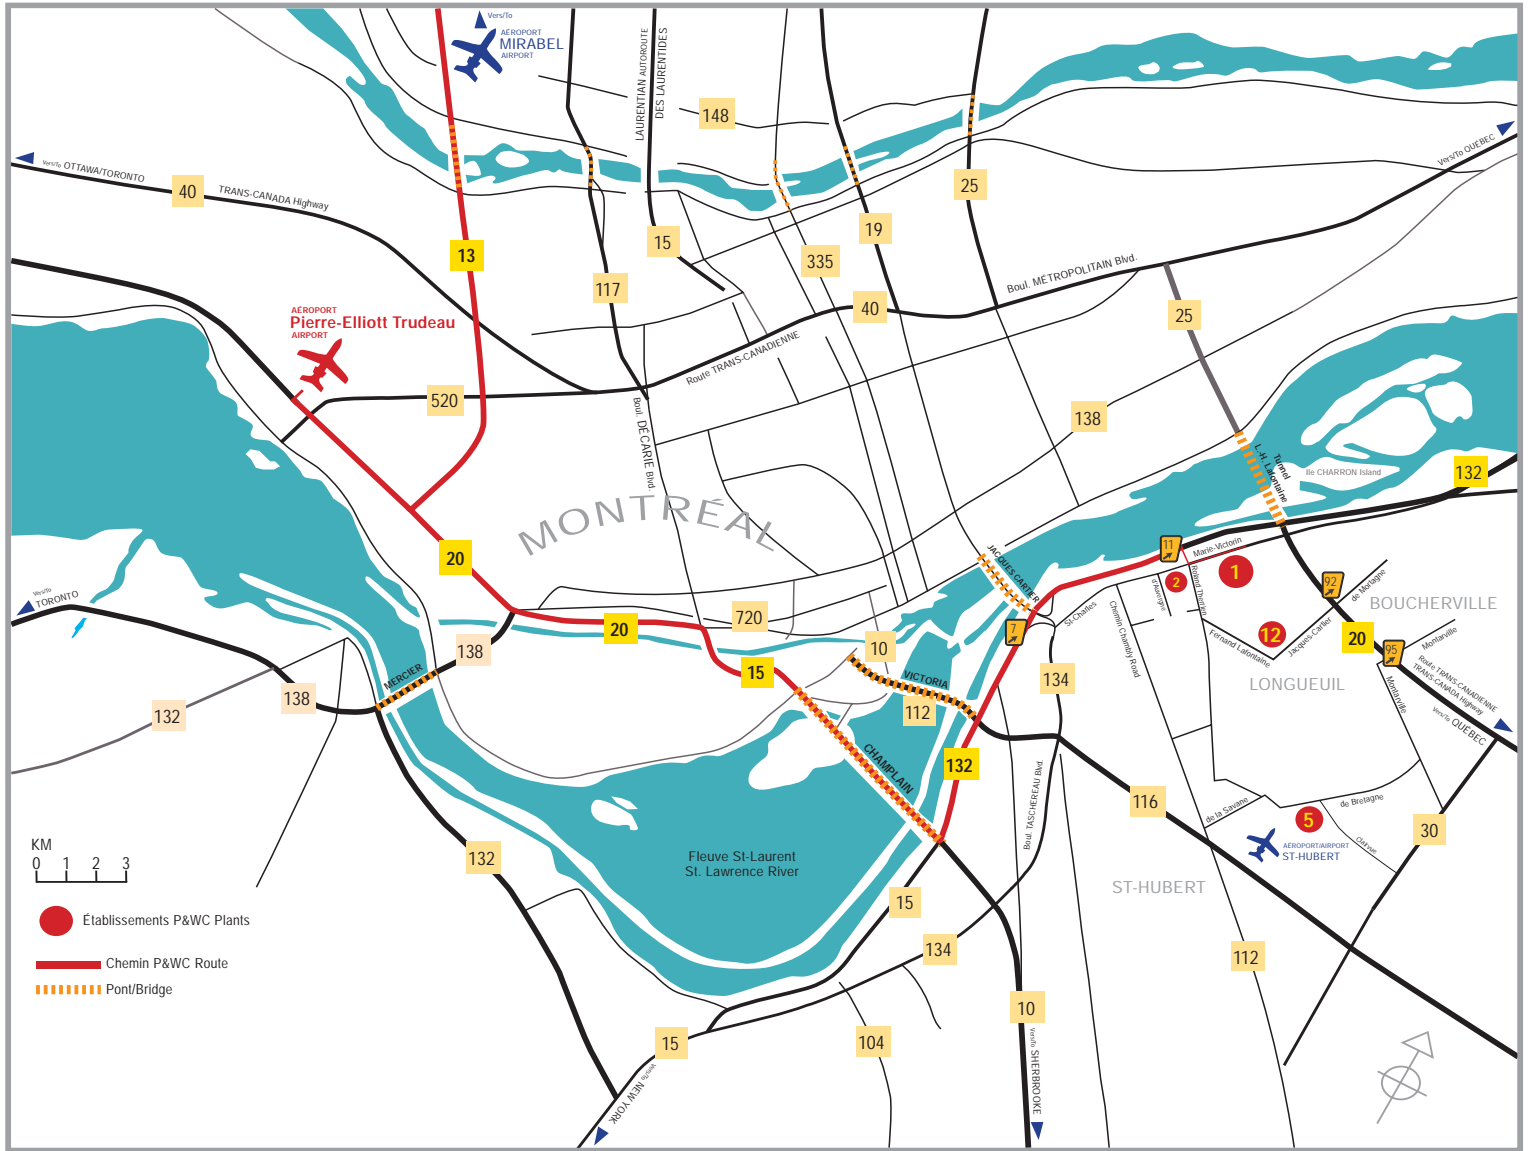 Vers/To
AÉROPORT
MIRABEL
AIRPORT
LAURENTIAN AUTOROUTE
DES LAURENTIDES
148
Vers/To OTTAWA/TORONTO
40
TRANS-CANADA Highway
13
117
15
335
19
25
Vers/To QUÉBEC
Boul. MÉTROPOLITAIN Blvd.
40
25
AÉROPORT
Pierre-Elliott Trudeau
AIRPORT
520
Route TRANS-CANADIENNE
Boul. DÉCARIE Blvd.
138
Tunnel
L.-H. Lafontaine
Ile CHARRON Island
132
MONTRÉAL
20
JACQUES CARTIER
11
Marie-Victorin
1
2
Roland Therrien
d'Auvergne
92
de Mortagne
BOUCHERVILLE
Vers/To
TORONTO
20
720
10
7
St-Charles
Chemin Chambly Road
12
Fernand Lafontaine
Jacques-Cartier
20
95
Montarville
Route TRANS-CANADIENNE
TRANS-CANADA Highway
Vers/To QUÉBEC
Montarville
LONGUEUIL
138
MERCIER
138
132
15
VICTORIA
112
134
CHAMPLAIN
132
Boul. TASCHEREAU Blvd.
116
de la Savane
de Bretagne
5
Clairvue
AÉROPORT/AIRPORT
ST-HUBERT
30
KM
0 1 2 3
132
Fleuve St-Laurent
St. Lawrence River
ST-HUBERT
15
134
112
Établissements P&WC Plants
Chemin P&WC Route
Pont/Bridge
10
15
104
Vers/To NEW YORK
Vers/To SHERBROOKE